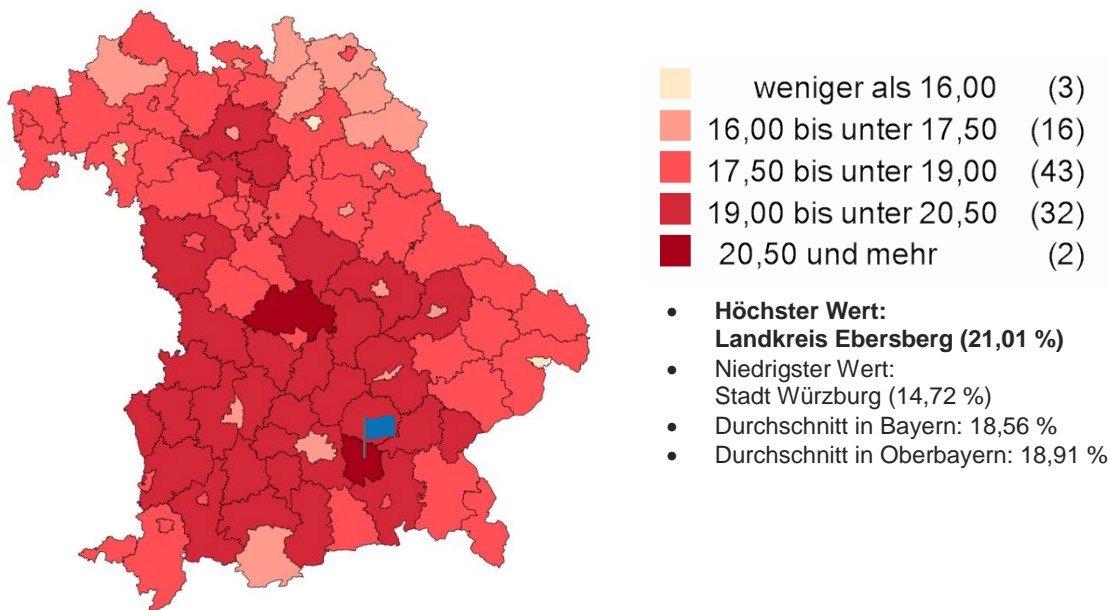 weniger als 16,00 (3)
16,00 bis unter 17,50 (16)
17,50 bis unter 19,00 (43)
19,00 bis unter 20,50 (32)
20,50 und mehr (2)
• Höchster Wert:
Landkreis Ebersberg (21,01 %)
• Niedrigster Wert:
Stadt Würzburg (14,72 %)
• Durchschnitt in Bayern: 18,56 %
• Durchschnitt in Oberbayern: 18,91 %